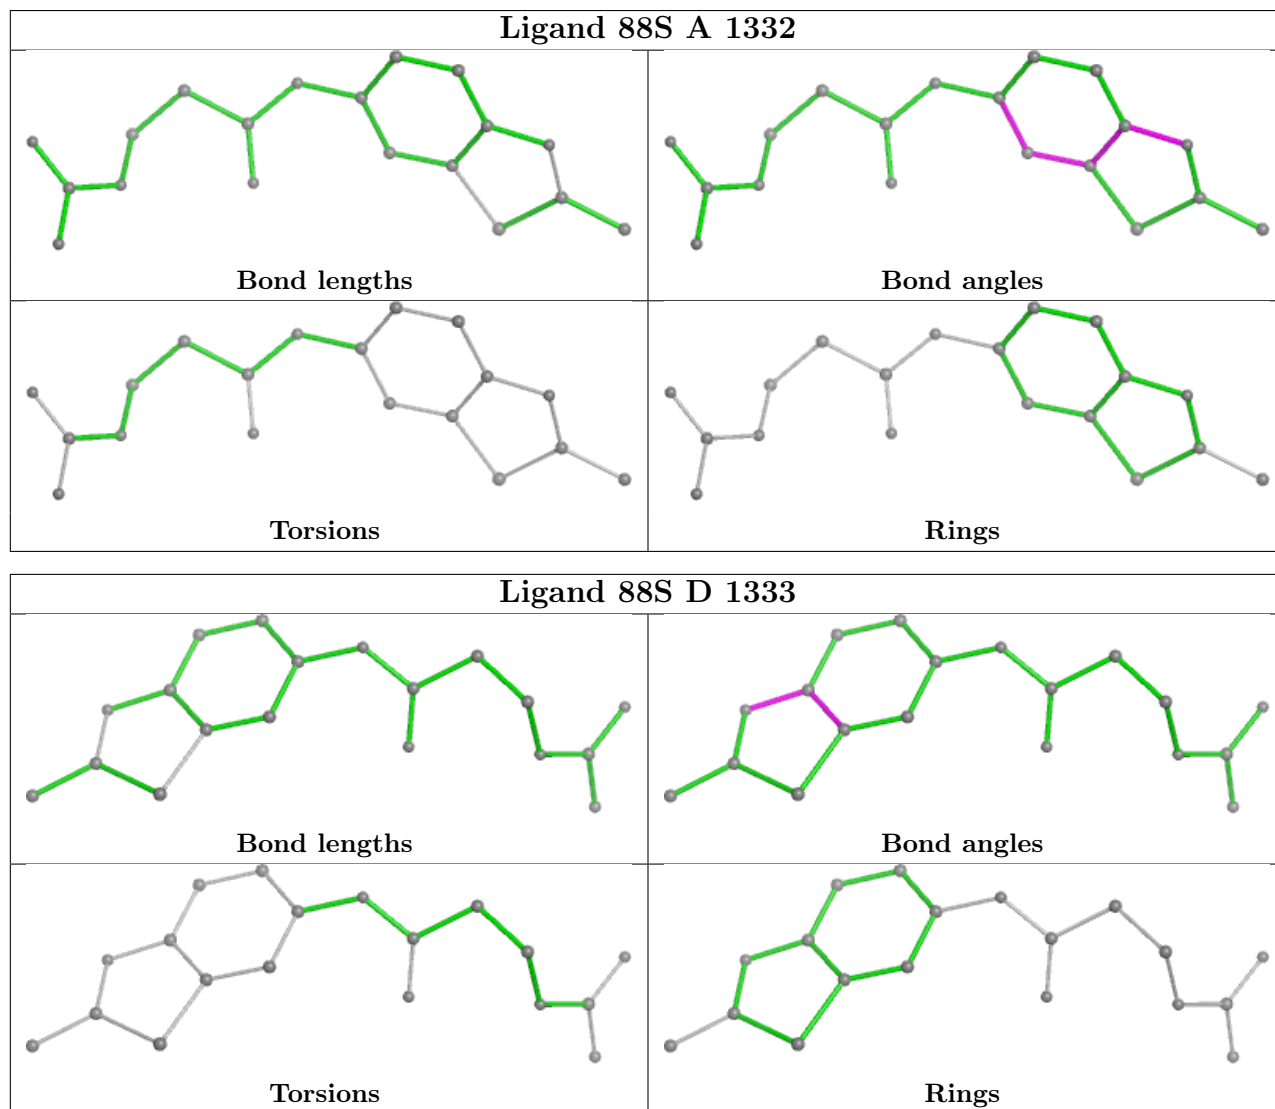 Ligand 88S A 1332
Bond lengths
Bond angles
Torsions
Rings
Ligand 88S D 1333
Bond lengths
Bond angles
Torsions
Rings